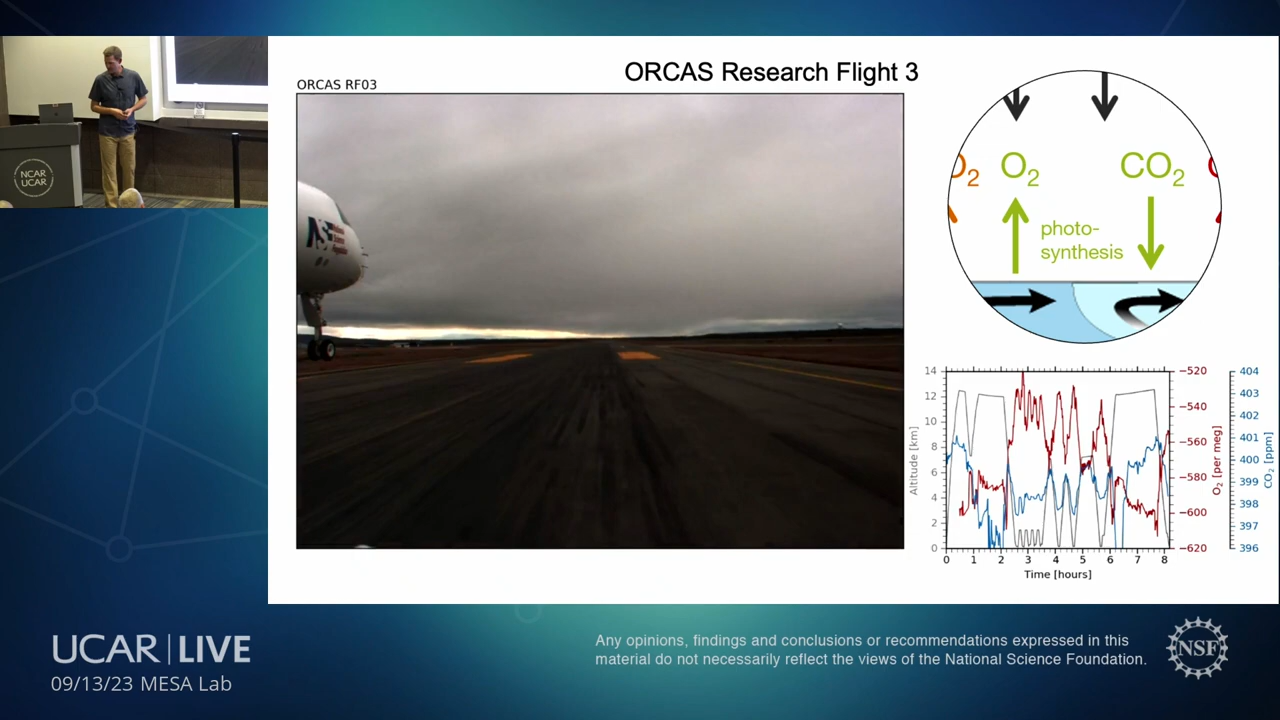 NCAR
UCAR
ORCAS Research Flight 3
ORCAS RF03
O₂ CO₂
photo-
synthesis
14
12
10
8
6
4
2
0
Altitude [km]
0 1 2 3 4 5 6 7 8
Time [hours]
−520
−540
−560
−580
−600
−620
O₂ [per meg]
404
403
402
401
400
399
398
397
396
CO₂ [ppm]
UCAR | LIVE
09/13/23 MESA Lab
Any opinions, findings and conclusions or recommendations expressed in this
material do not necessarily reflect the views of the National Science Foundation.
NSF